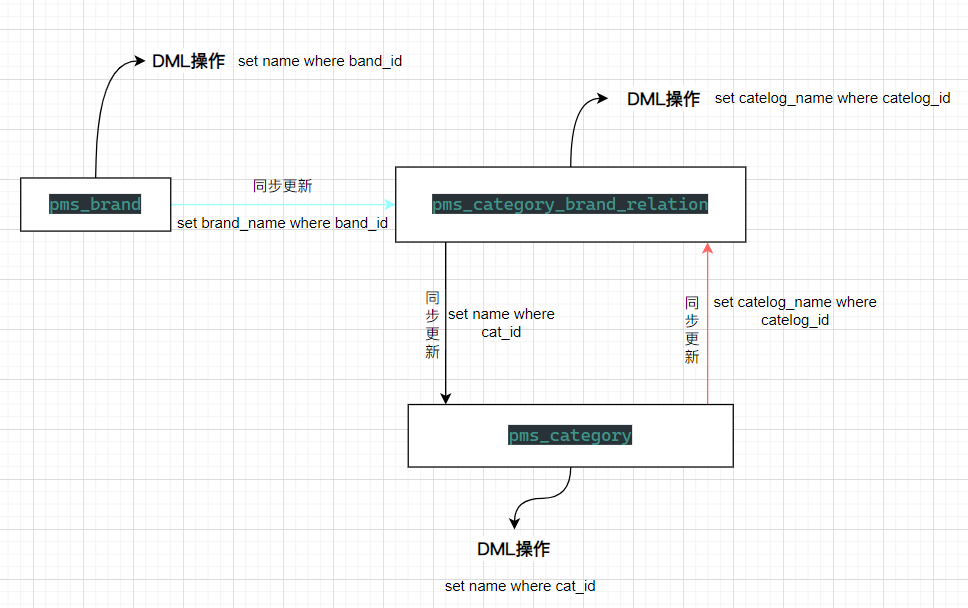 DML操作 set name where band_id
DML操作 set catelog_name where catelog_id
同步更新
pms_brand
pms_category_brand_relation
set brand_name where band_id
同
步
更
新
set name where
cat_id
同
步
更
新
set catelog_name where
catelog_id
pms_category
DML操作
set name where cat_id